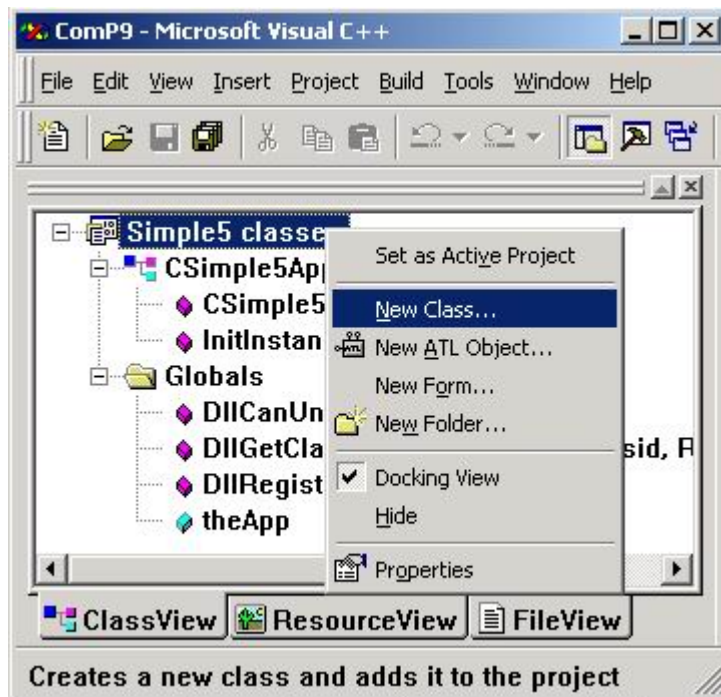 ComP9 - Microsoft Visual C++
File Edit View Insert Project Build Tools Window Help
Simple5 classe
CSimple5Ap
CSimple5
InitInstan
Globals
DllCanUn
DllGetCla
sid, R
DllRegist
theApp
Set as Active Project
New Class...
New ATL Object...
New Form...
New Folder...
Docking View
Hide
Properties
ClassView ResourceView FileView
Creates a new class and adds it to the project